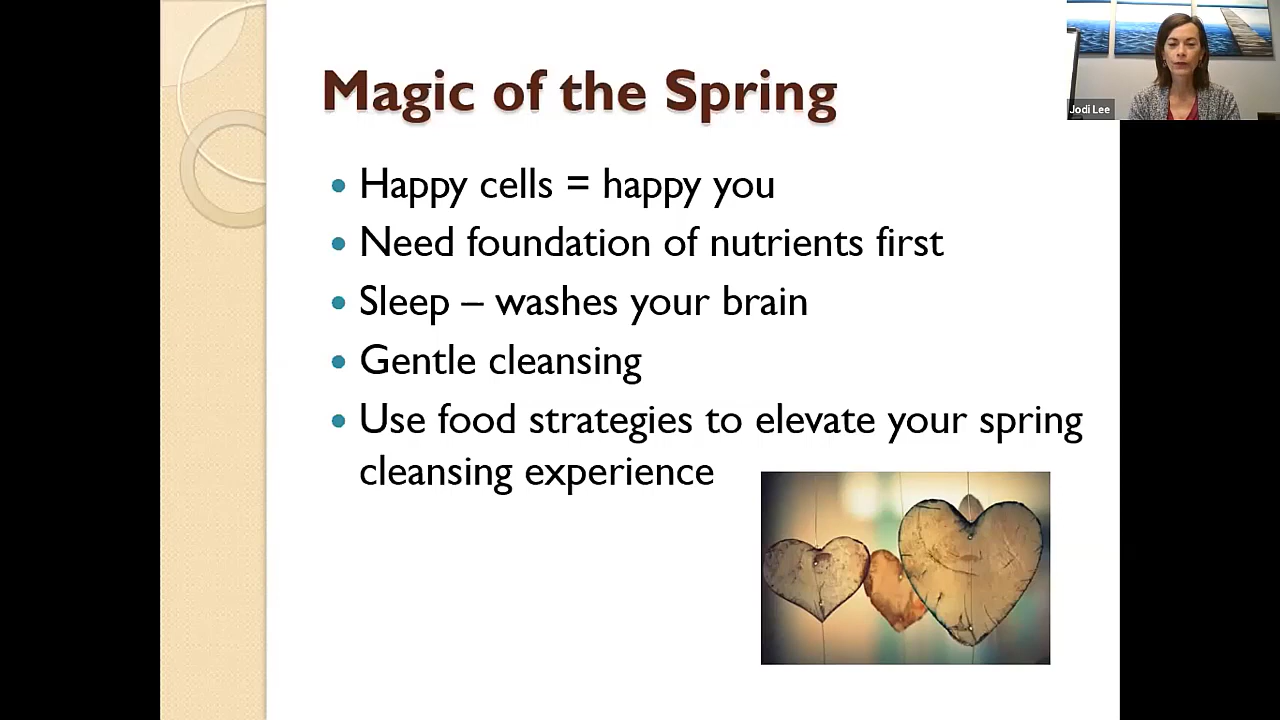 Magic of the Spring
Happy cells = happy you
Need foundation of nutrients first
Sleep – washes your brain
Gentle cleansing
Use food strategies to elevate your spring
cleansing experience
Jodi Lee